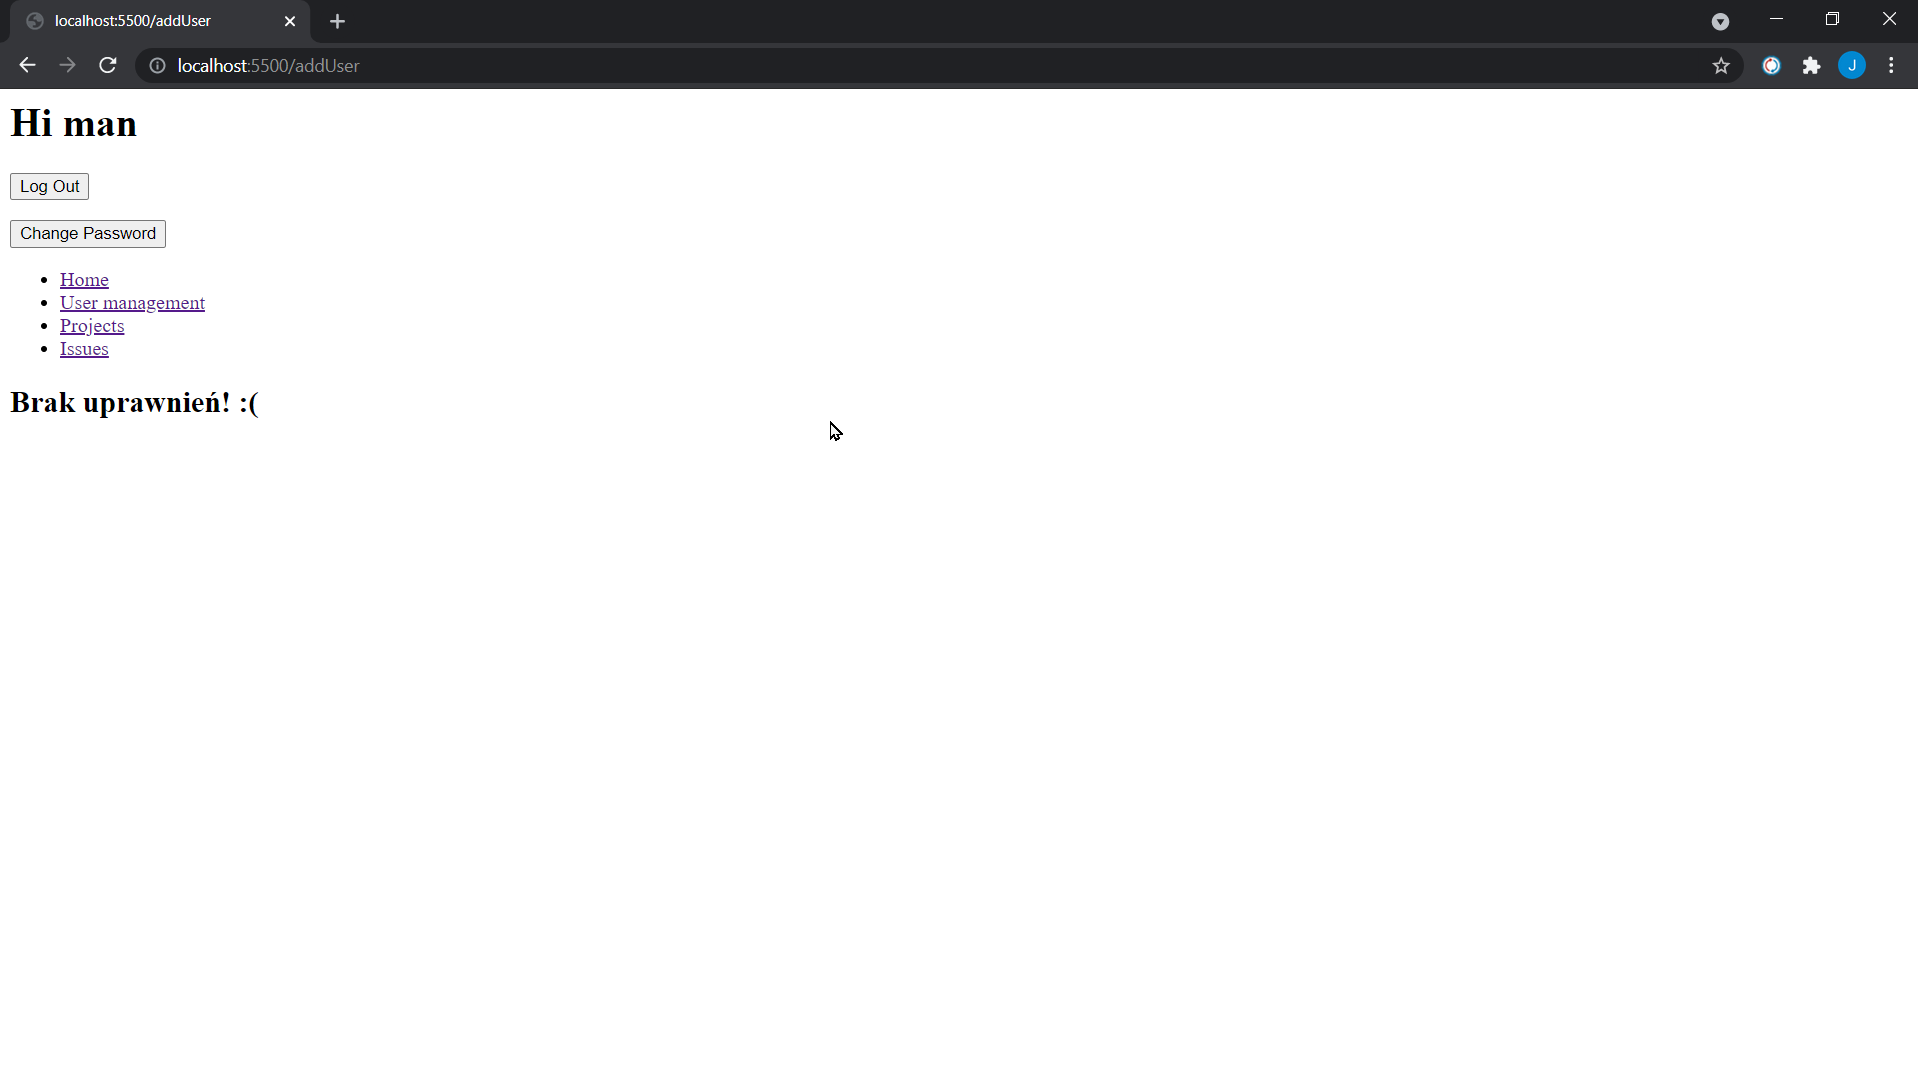 localhost:5500/addUser
localhost:5500/addUser
J
Hi man
Log Out
Change Password
Home
User management
Projects
Issues
Brak uprawnień! :(